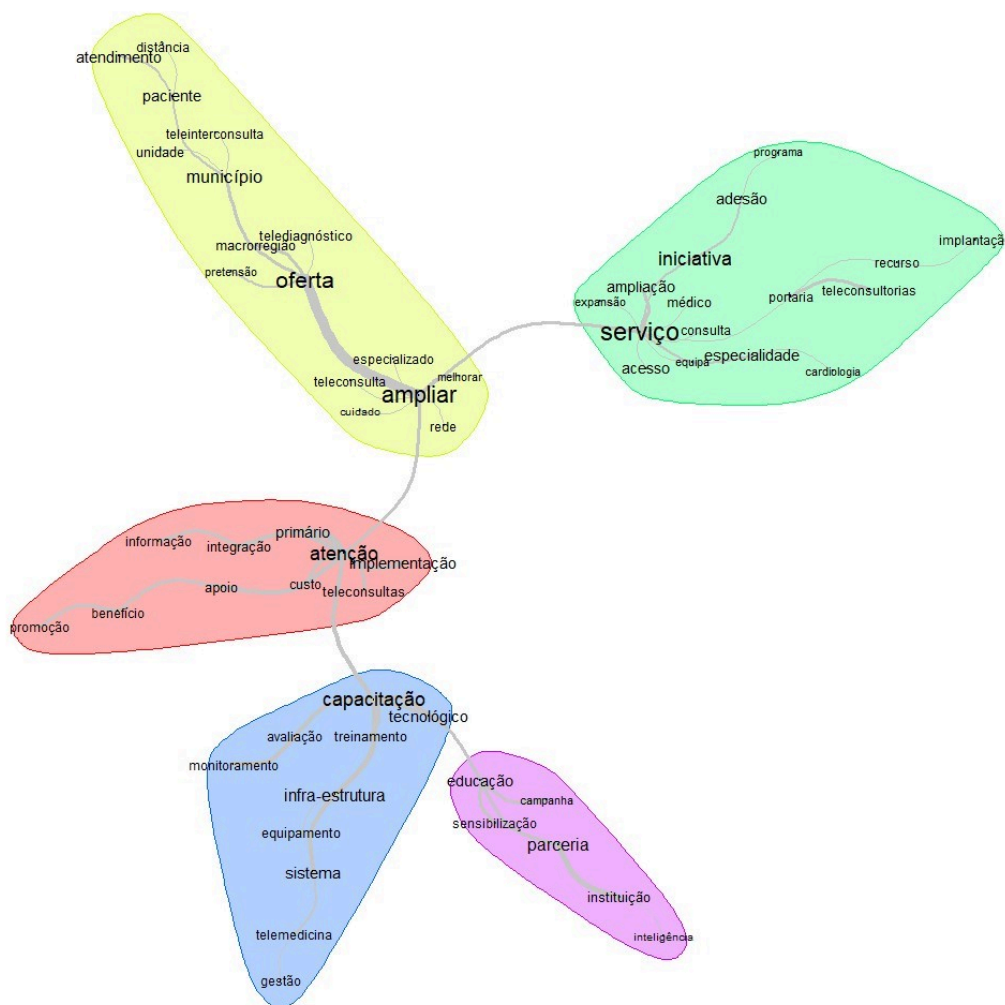 distância
atendimento
paciente
teleinterconsulta
unidade
município
telediagnóstico
macrorregião
pretensão
oferta
especializado
teleconsulta
melhorar
ampliar
cuidado
rede
programa
adesão
implantaçã
iniciativa
recurso
ampliação
teleconsultorias
portaria
expansão
médico
serviço
consulta
especialidade
equipa
acesso
cardiologia
primário
informação
integração
atenção
implementação
custo
apoio
teleconsultas
benefício
promoção
capacitação
tecnológico
avaliação
treinamento
monitoramento
infra-estrutura
equipamento
sistema
telemedicina
gestão
educação
campanha
sensibilização
parceria
instituição
inteligência